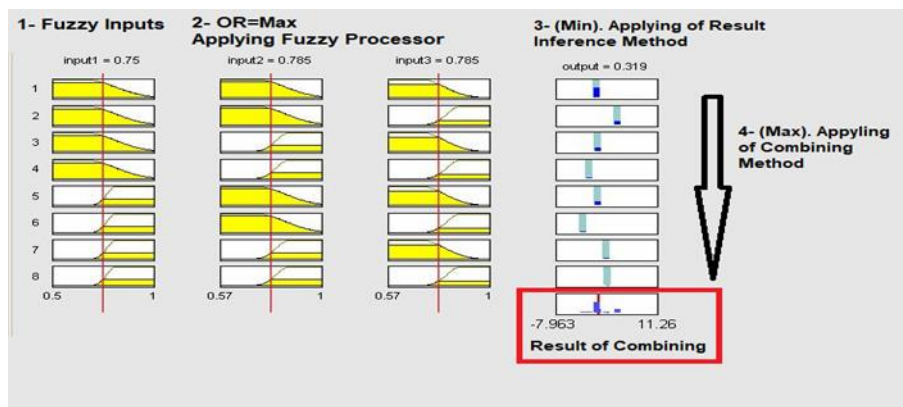 1- Fuzzy Inputs
2- OR=Max
Applying Fuzzy Processor
3- (Min). Applying of Result
Inference Method
input1 = 0.75
input2 = 0.785
input3 = 0.785
output = 0.319
1
2
3
4
5
6
7
8
4- (Max). Appyling
of Combining
Method
0.5
1
0.57
1
0.57
1
-7.963
11.26
Result of Combining